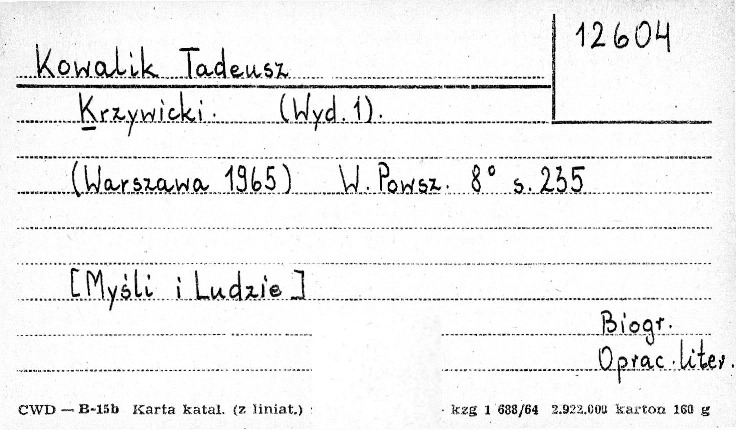 12604
Kowalik Tadeusz
Krzywicki. (Wyd. 1).
(Warszawa 1965) W. Powsz. 8° s. 235
[Myśli i Ludzie]
Biogr.
Oprac. liter.
CWD — B-15b Karta katal. (z liniat.) kzg 1 688/64 2.922.000 karton 160 g